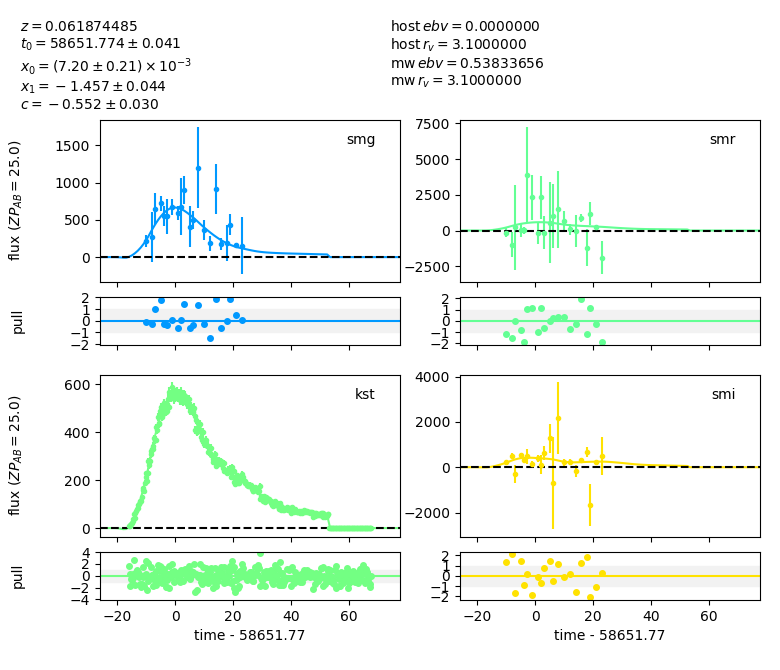 z = 0.061874485
t₀ = 58651.774 ± 0.041
x₀ = (7.20 ± 0.21) × 10⁻³
x₁ = − 1.457 ± 0.044
c = − 0.552 ± 0.030
host ebv = 0.0000000
host r_v = 3.1000000
mw ebv = 0.53833656
mw r_v = 3.1000000
flux (ZP_AB = 25.0)
1500
1000
500
0
smg
7500
5000
2500
0
−2500
smr
pull
2
1
0
−1
−2
2
1
0
−1
−2
flux (ZP_AB = 25.0)
600
400
200
0
kst
4000
2000
0
−2000
smi
pull
4
2
1
0
−1
−2
−4
2
1
0
−1
−2
−20 0 20 40 60
time - 58651.77
−20 0 20 40 60
time - 58651.77